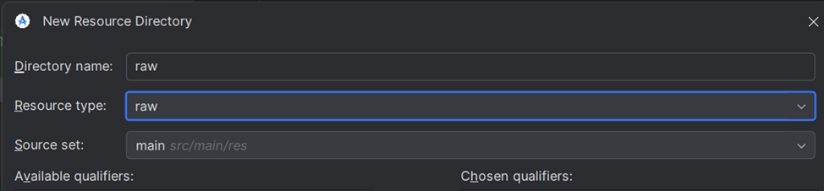 New Resource Directory
Directory name: raw
Resource type: raw
Source set: main src/main/res
Available qualifiers: Chosen qualifiers: